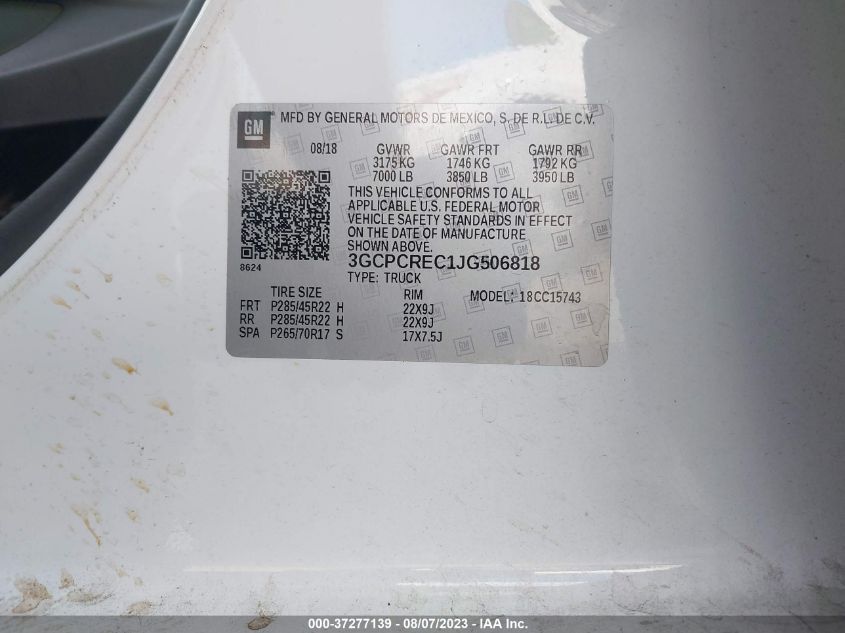 GM MFD BY GENERAL MOTORS DE MEXICO, S. DE R.L. DE C.V.
08/18 GVWR GAWR FRT GAWR RR
3175 KG 1746 KG 1792 KG
7000 LB 3850 LB 3950 LB
THIS VEHICLE CONFORMS TO ALL
APPLICABLE U.S. FEDERAL MOTOR
VEHICLE SAFETY STANDARDS IN EFFECT
ON THE DATE OF MANUFACTURE
SHOWN ABOVE.
8624 3GCPCREC1JG506818
TYPE: TRUCK
TIRE SIZE RIM MODEL: 18CC15743
FRT P285/45R22 H 22X9J
RR P285/45R22 H 22X9J
SPA P265/70R17 S 17X7.5J
000-37277139 - 08/07/2023 - IAA Inc.